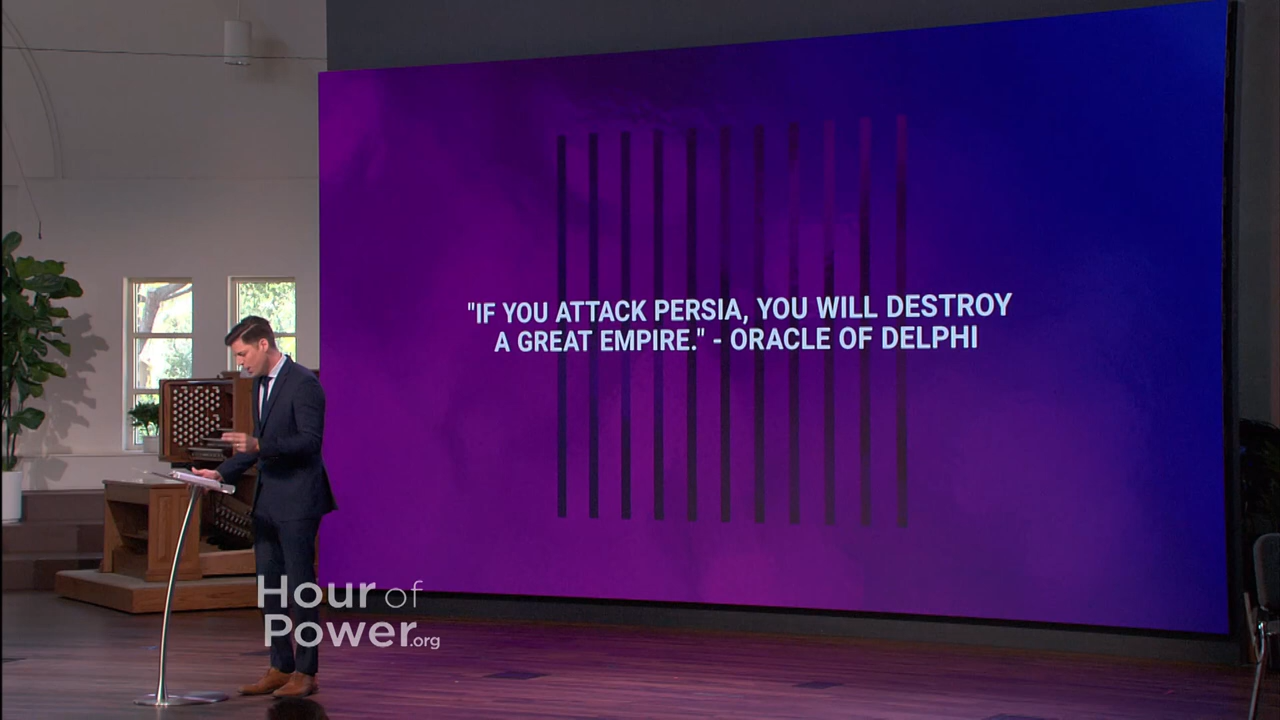 "IF YOU ATTACK PERSIA, YOU WILL DESTROY
A GREAT EMPIRE." - ORACLE OF DELPHI
Hour of
Power.org